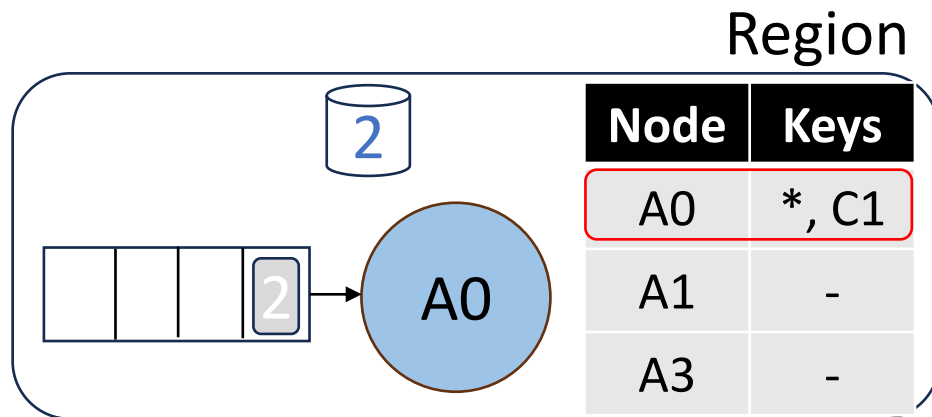 Region
2
Node Keys
A0 *, C1
2
A0
A1 -
A3 -